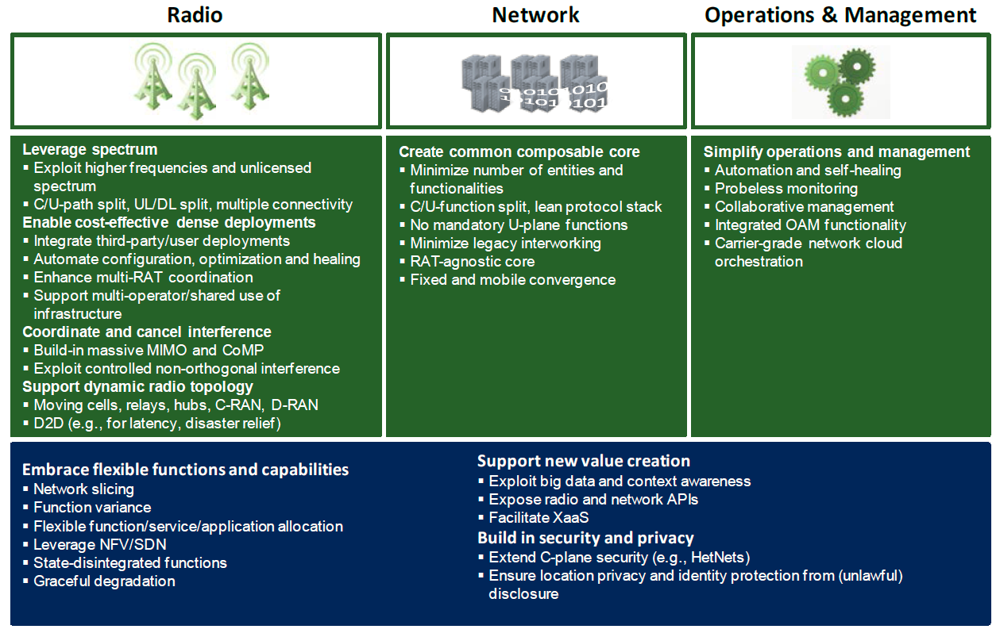 Radio
Network
Operations & Management
01010 1010
1010 0101
Leverage spectrum
▪ Exploit higher frequencies and unlicensed
spectrum
▪ C/U-path split, UL/DL split, multiple connectivity
Enable cost-effective dense deployments
▪ Integrate third-party/user deployments
▪ Automate configuration, optimization and healing
▪ Enhance multi-RAT coordination
▪ Support multi-operator/shared use of
infrastructure
Coordinate and cancel interference
▪ Build-in massive MIMO and CoMP
▪ Exploit controlled non-orthogonal interference
Support dynamic radio topology
▪ Moving cells, relays, hubs, C-RAN, D-RAN
▪ D2D (e.g., for latency, disaster relief)
Create common composable core
▪ Minimize number of entities and
functionalities
▪ C/U-function split, lean protocol stack
▪ No mandatory U-plane functions
▪ Minimize legacy interworking
▪ RAT-agnostic core
▪ Fixed and mobile convergence
Simplify operations and management
▪ Automation and self-healing
▪ Probeless monitoring
▪ Collaborative management
▪ Integrated OAM functionality
▪ Carrier-grade network cloud
orchestration
Embrace flexible functions and capabilities
▪ Network slicing
▪ Function variance
▪ Flexible function/service/application allocation
▪ Leverage NFV/SDN
▪ State-disintegrated functions
▪ Graceful degradation
Support new value creation
▪ Exploit big data and context awareness
▪ Expose radio and network APIs
▪ Facilitate XaaS
Build in security and privacy
▪ Extend C-plane security (e.g., HetNets)
▪ Ensure location privacy and identity protection from (unlawful)
disclosure